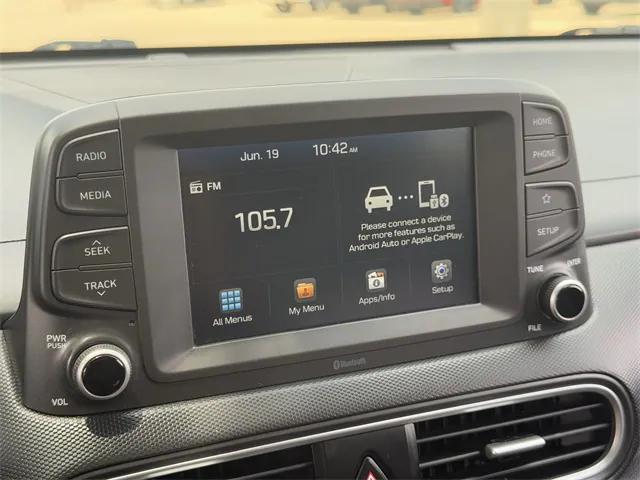 HOME
PHONE
RADIO
MEDIA
SEEK
TRACK
PWR
PUSH
VOL
Jun. 19
10:42 AM
FM
105.7
Please connect a device
for more features such as
Android Auto or Apple CarPlay.
All Menus
My Menu
Apps/Info
Setup
SETUP
TUNE
ENTER
FILE
Bluetooth